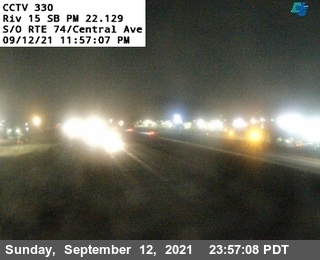 CCTV 330
Riv 15 SB PM 22.129
S/O RTE 74/Central Ave
09/12/21 11:57:07 PM
Sunday, September 12, 2021 23:57:08 PDT